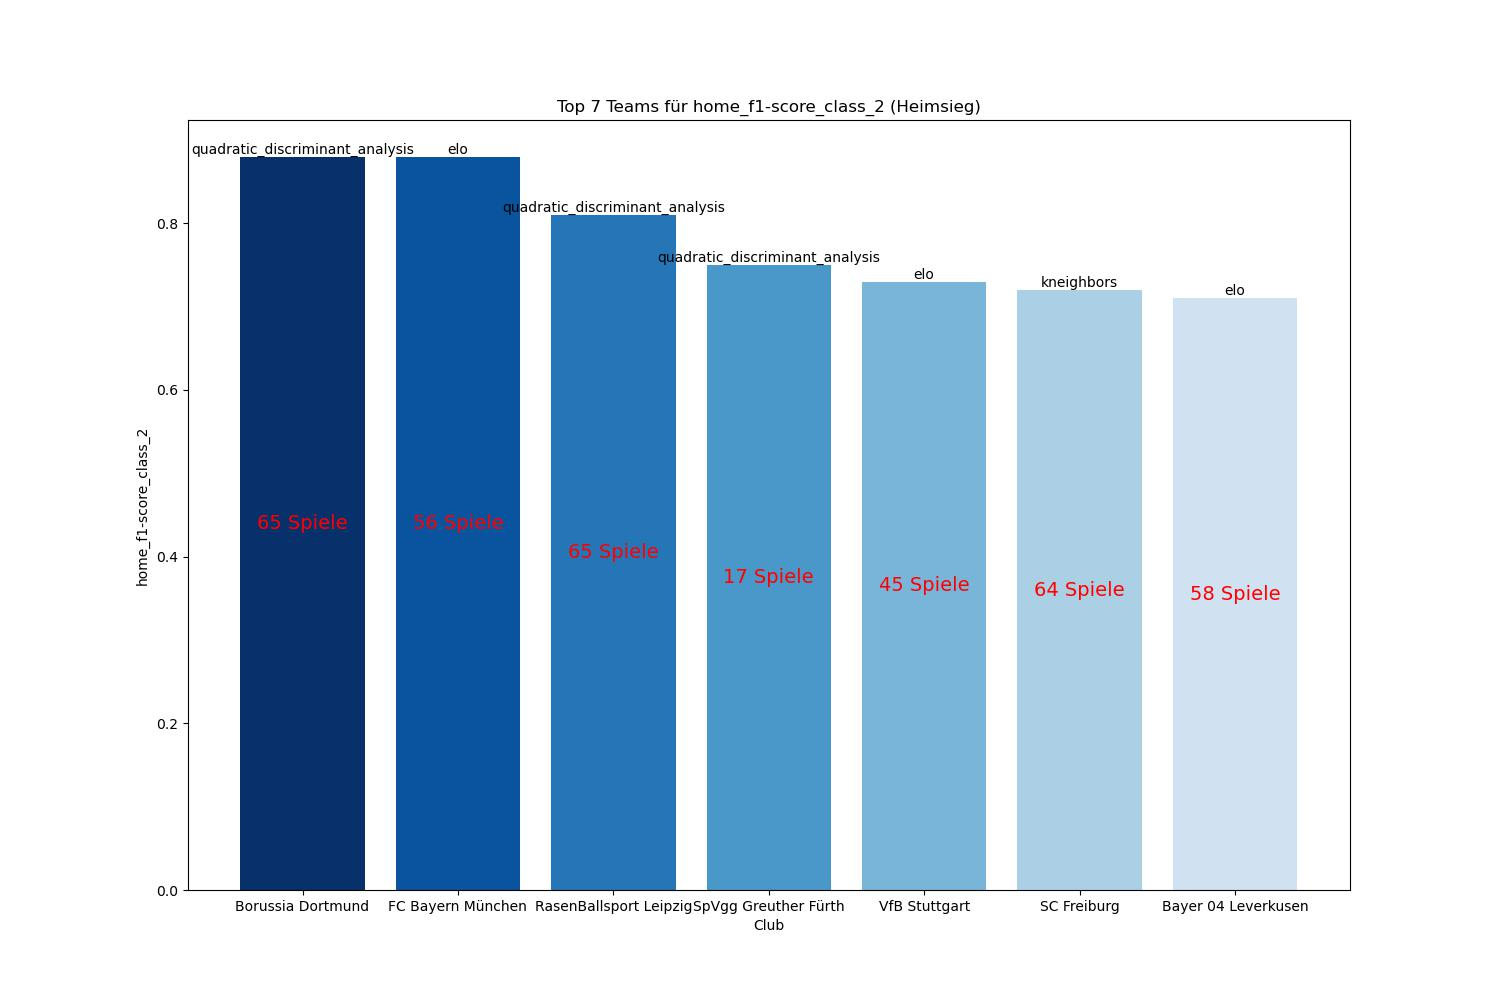 Top 7 Teams für home_f1-score_class_2 (Heimsieg)
quadratic_discriminant_analysis
elo
quadratic_discriminant_analysis
quadratic_discriminant_analysis
elo
kneighbors
elo
0.8
0.6
0.4
0.2
0.0
home_f1-score_class_2
65 Spiele
56 Spiele
65 Spiele
17 Spiele
45 Spiele
64 Spiele
58 Spiele
Borussia Dortmund
FC Bayern München
RasenBallsport Leipzig
SpVgg Greuther Fürth
VfB Stuttgart
SC Freiburg
Bayer 04 Leverkusen
Club